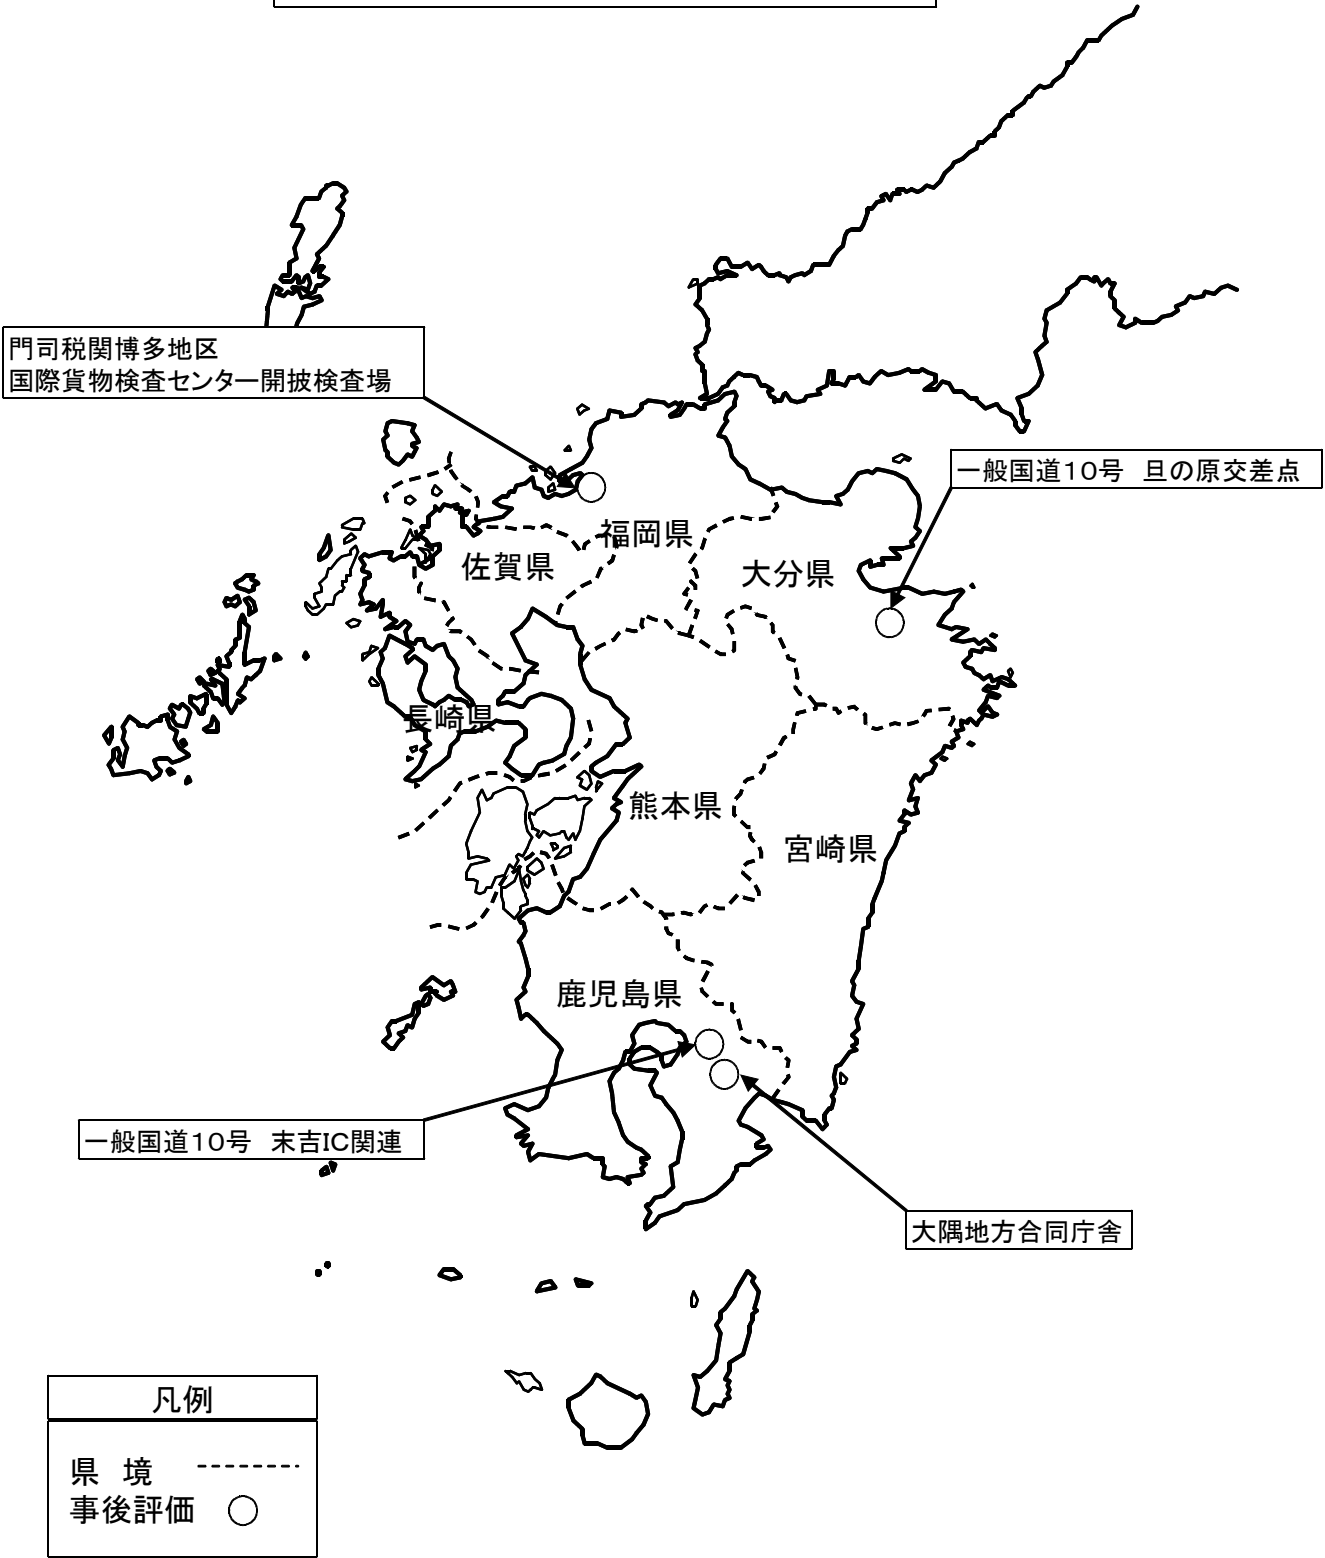 門司税関博多地区
国際貨物検査センター開披検査場
一般国道１０号　旦の原交差点
福岡県
佐賀県
大分県
長崎県
熊本県
宮崎県
鹿児島県
一般国道１０号　末吉IC関連
大隅地方合同庁舎
凡例
県　境
事後評価